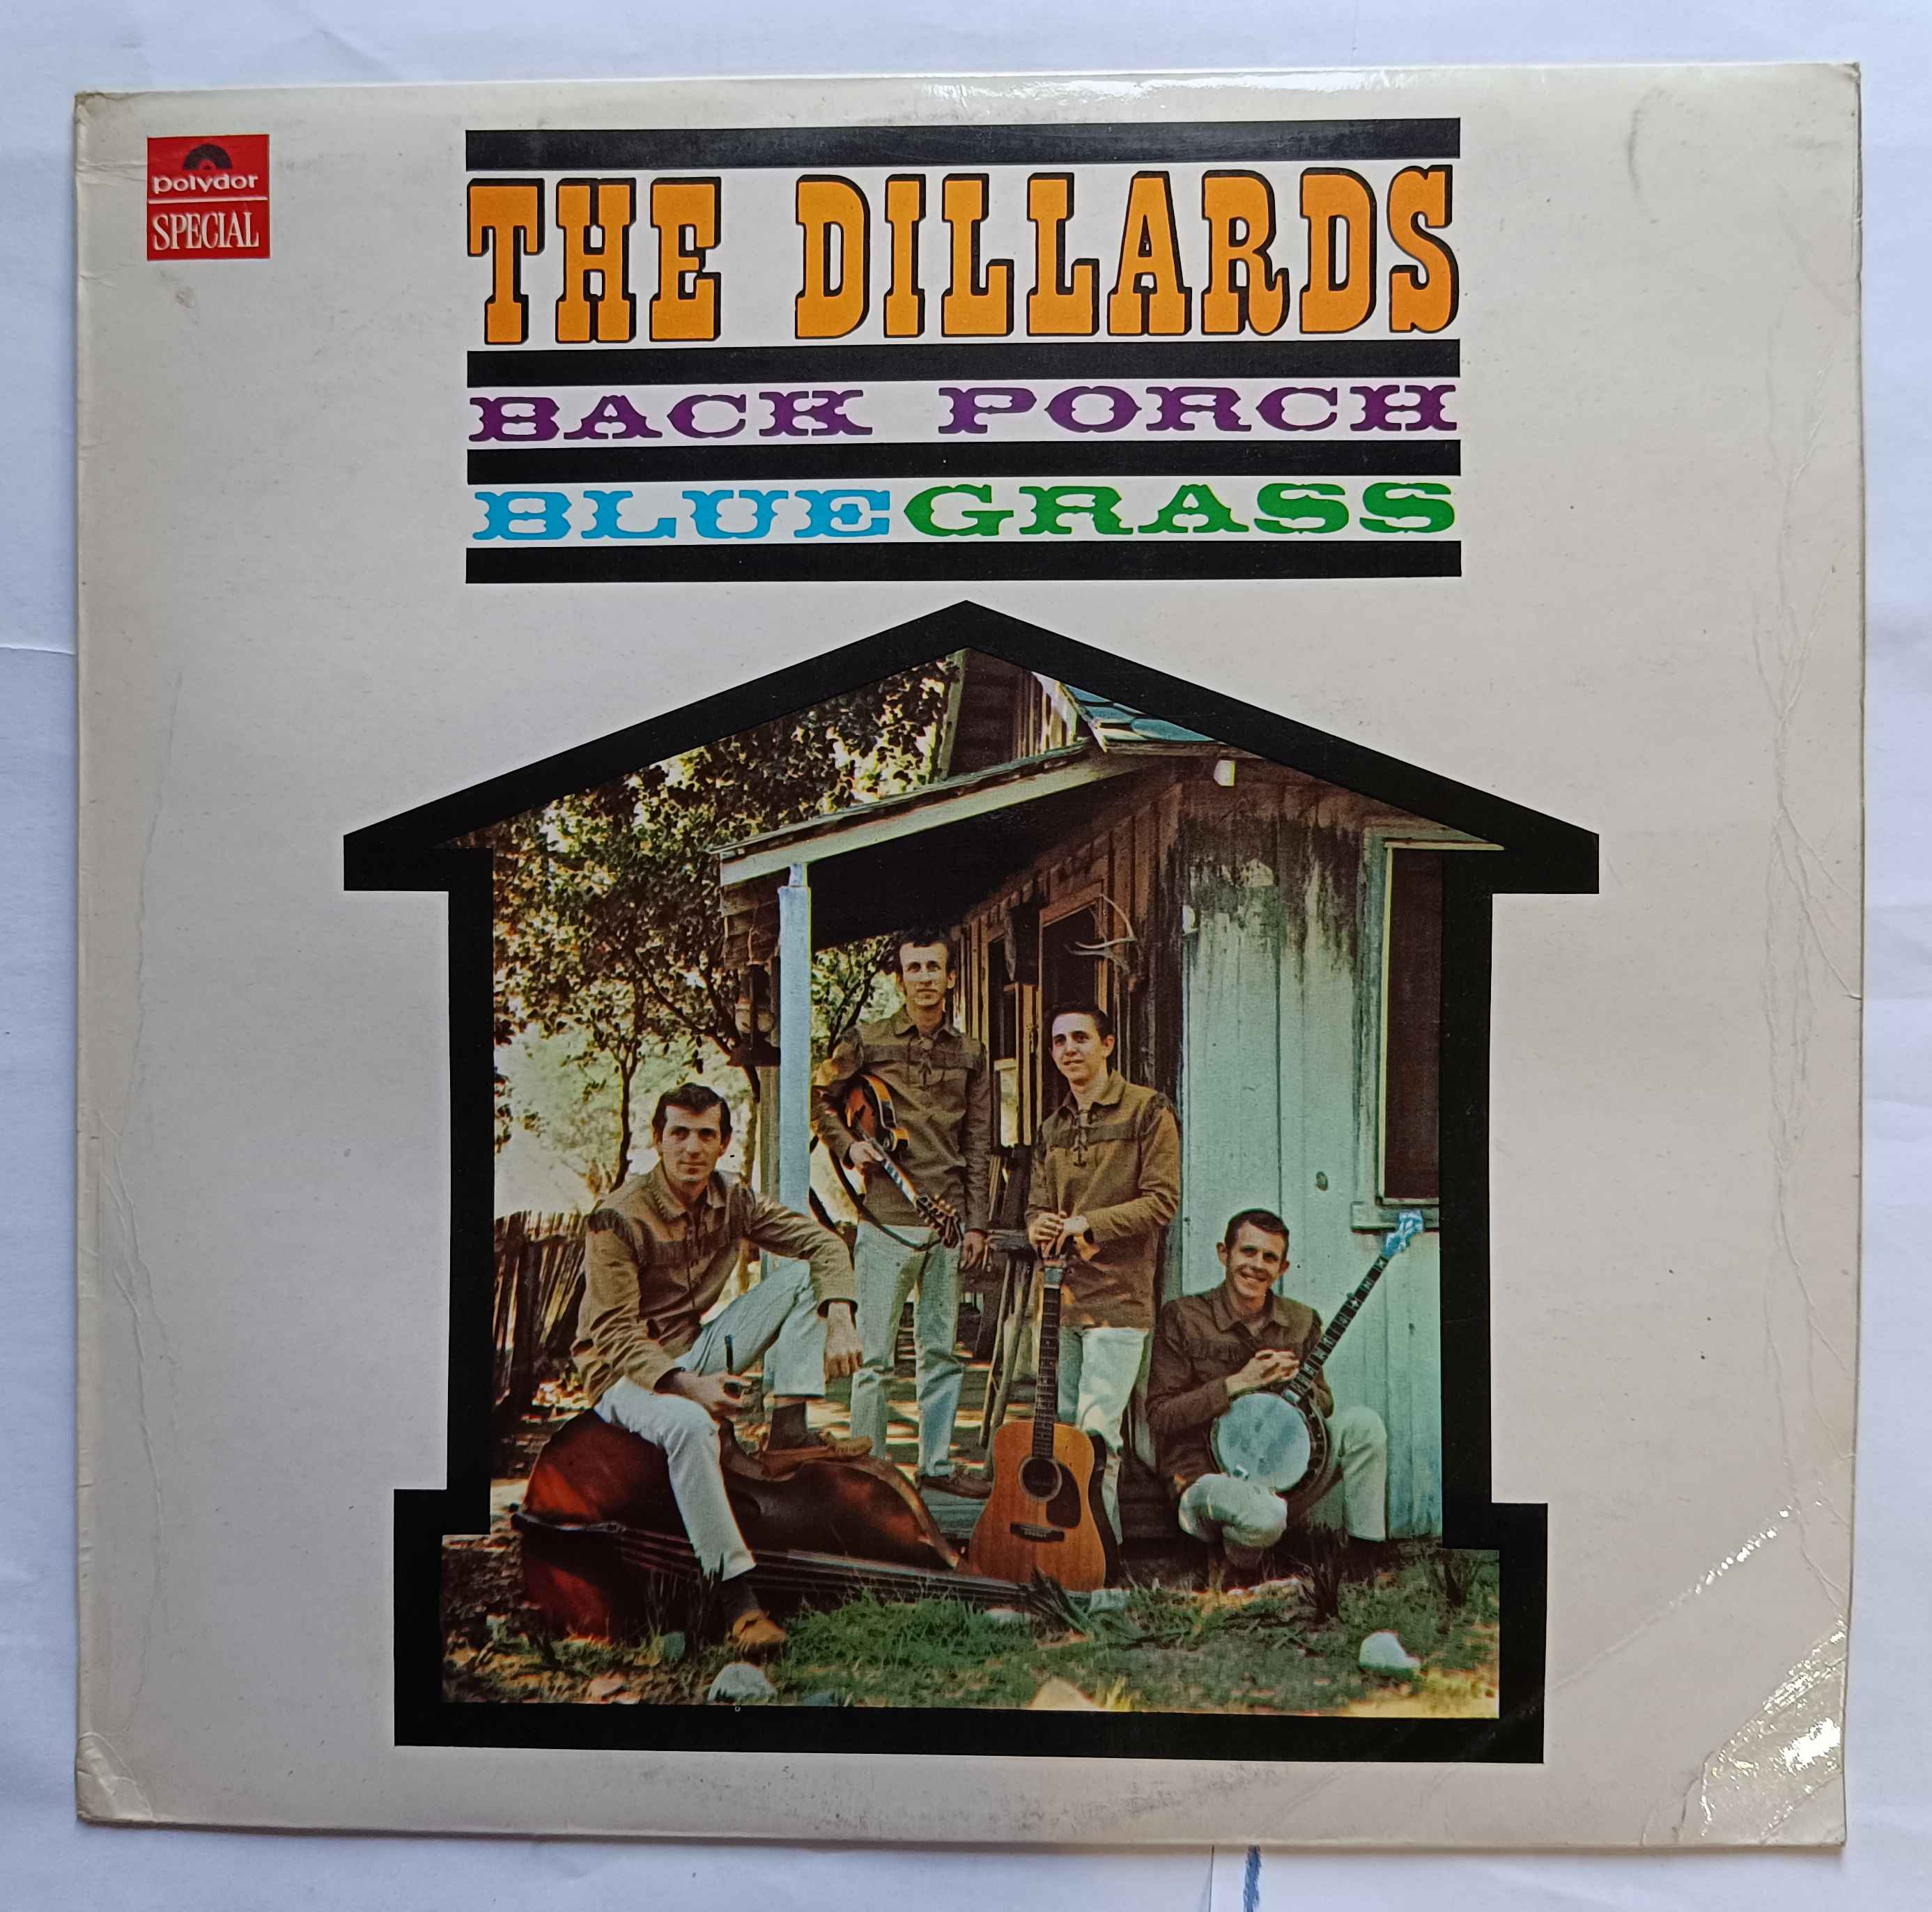 polydor
SPECIAL
THE DILLARDS
BACK PORCH
BLUEGRASS